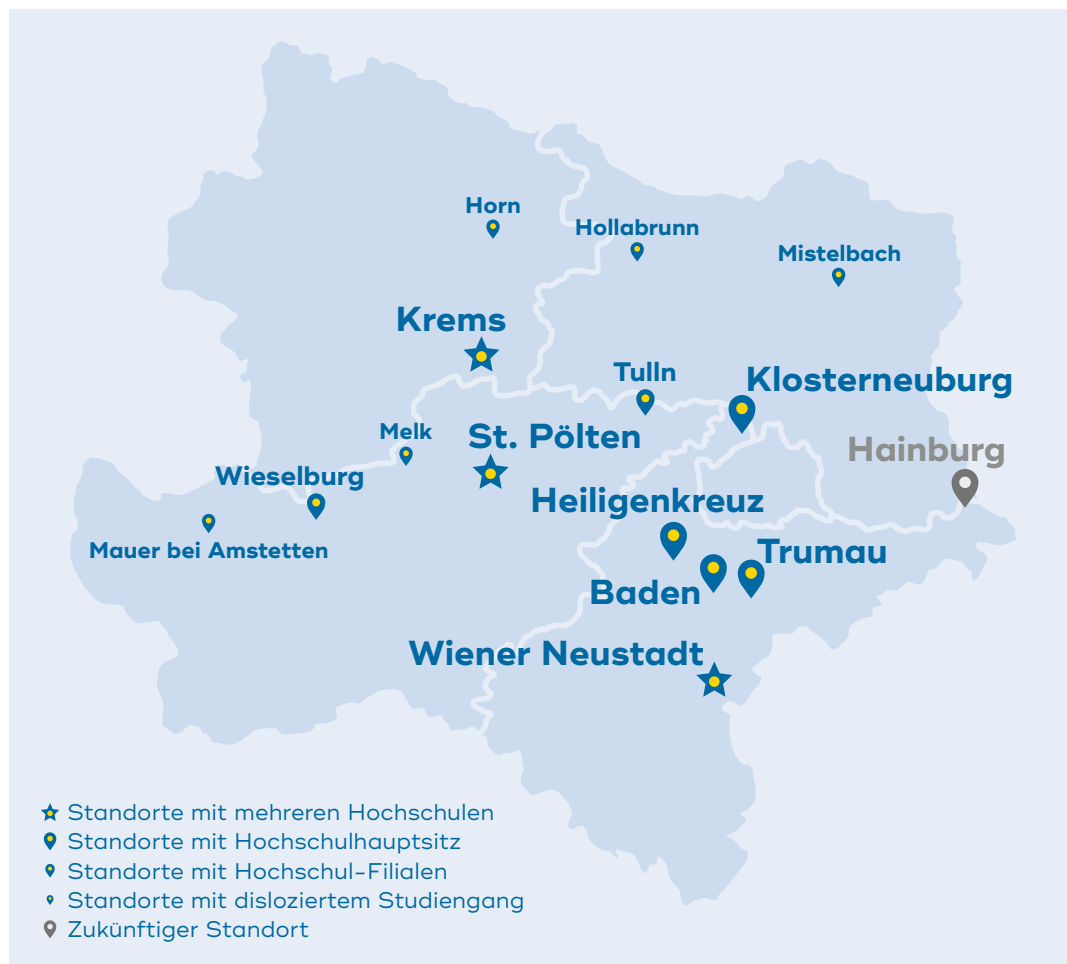 Horn
Hollabrunn
Mistelbach
Krems
Tulln
Klosterneuburg
Melk
St. Pölten
Hainburg
Wieselburg
Heiligenkreuz
Mauer bei Amstetten
Trumau
Baden
Wiener Neustadt
Standorte mit mehreren Hochschulen
Standorte mit Hochschulhauptsitz
Standorte mit Hochschul-Filialen
Standorte mit disloziertem Studiengang
Zukünftiger Standort